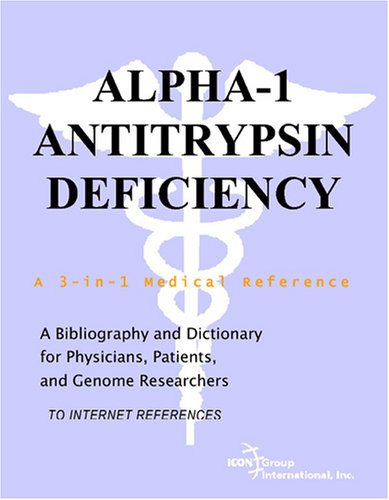 ALPHA-1
ANTITRYPSIN
DEFICIENCY
A 3-in-1 Medical Reference
A Bibliography and Dictionary
for Physicians, Patients,
and Genome Researchers
TO INTERNET REFERENCES
ICON Group
International, Inc.